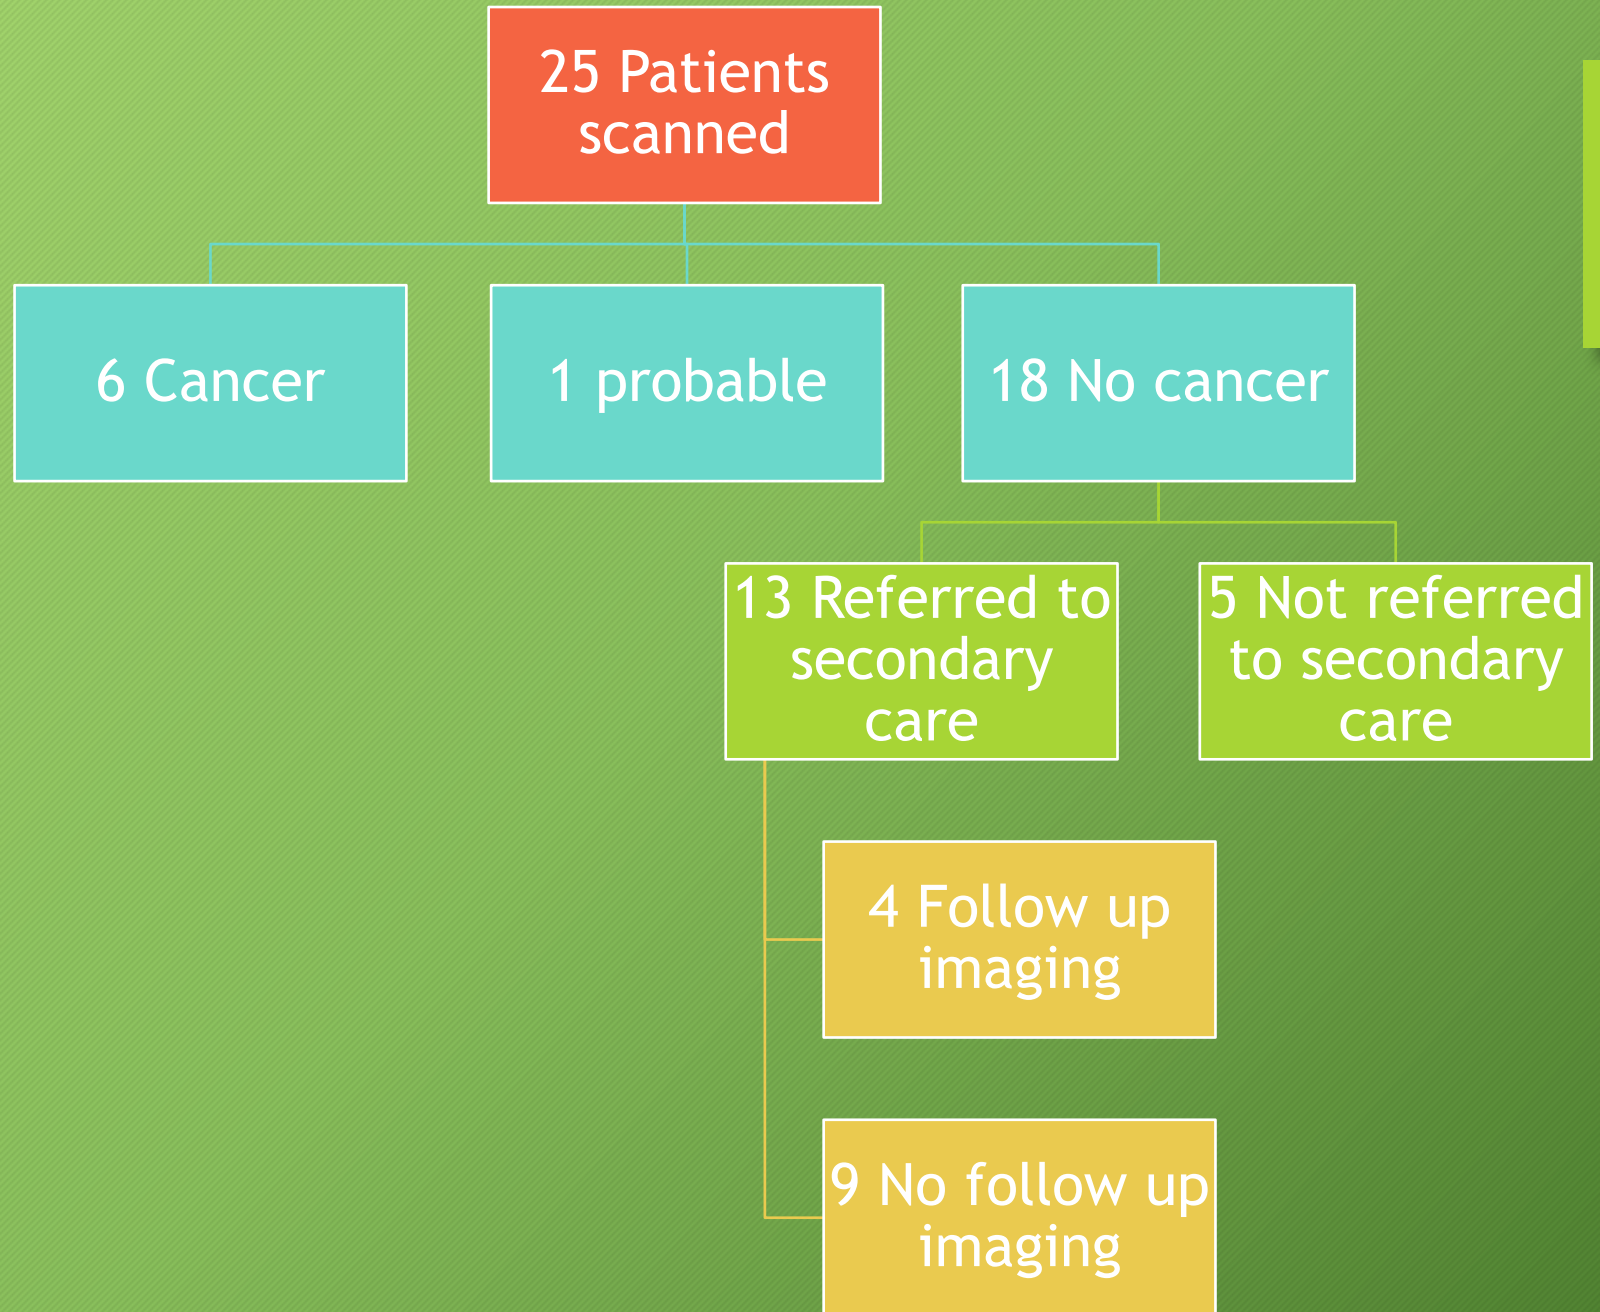 25 Patients
scanned
6 Cancer
1 probable
18 No cancer
13 Referred to
secondary
care
5 Not referred
to secondary
care
4 Follow up
imaging
9 No follow up
imaging